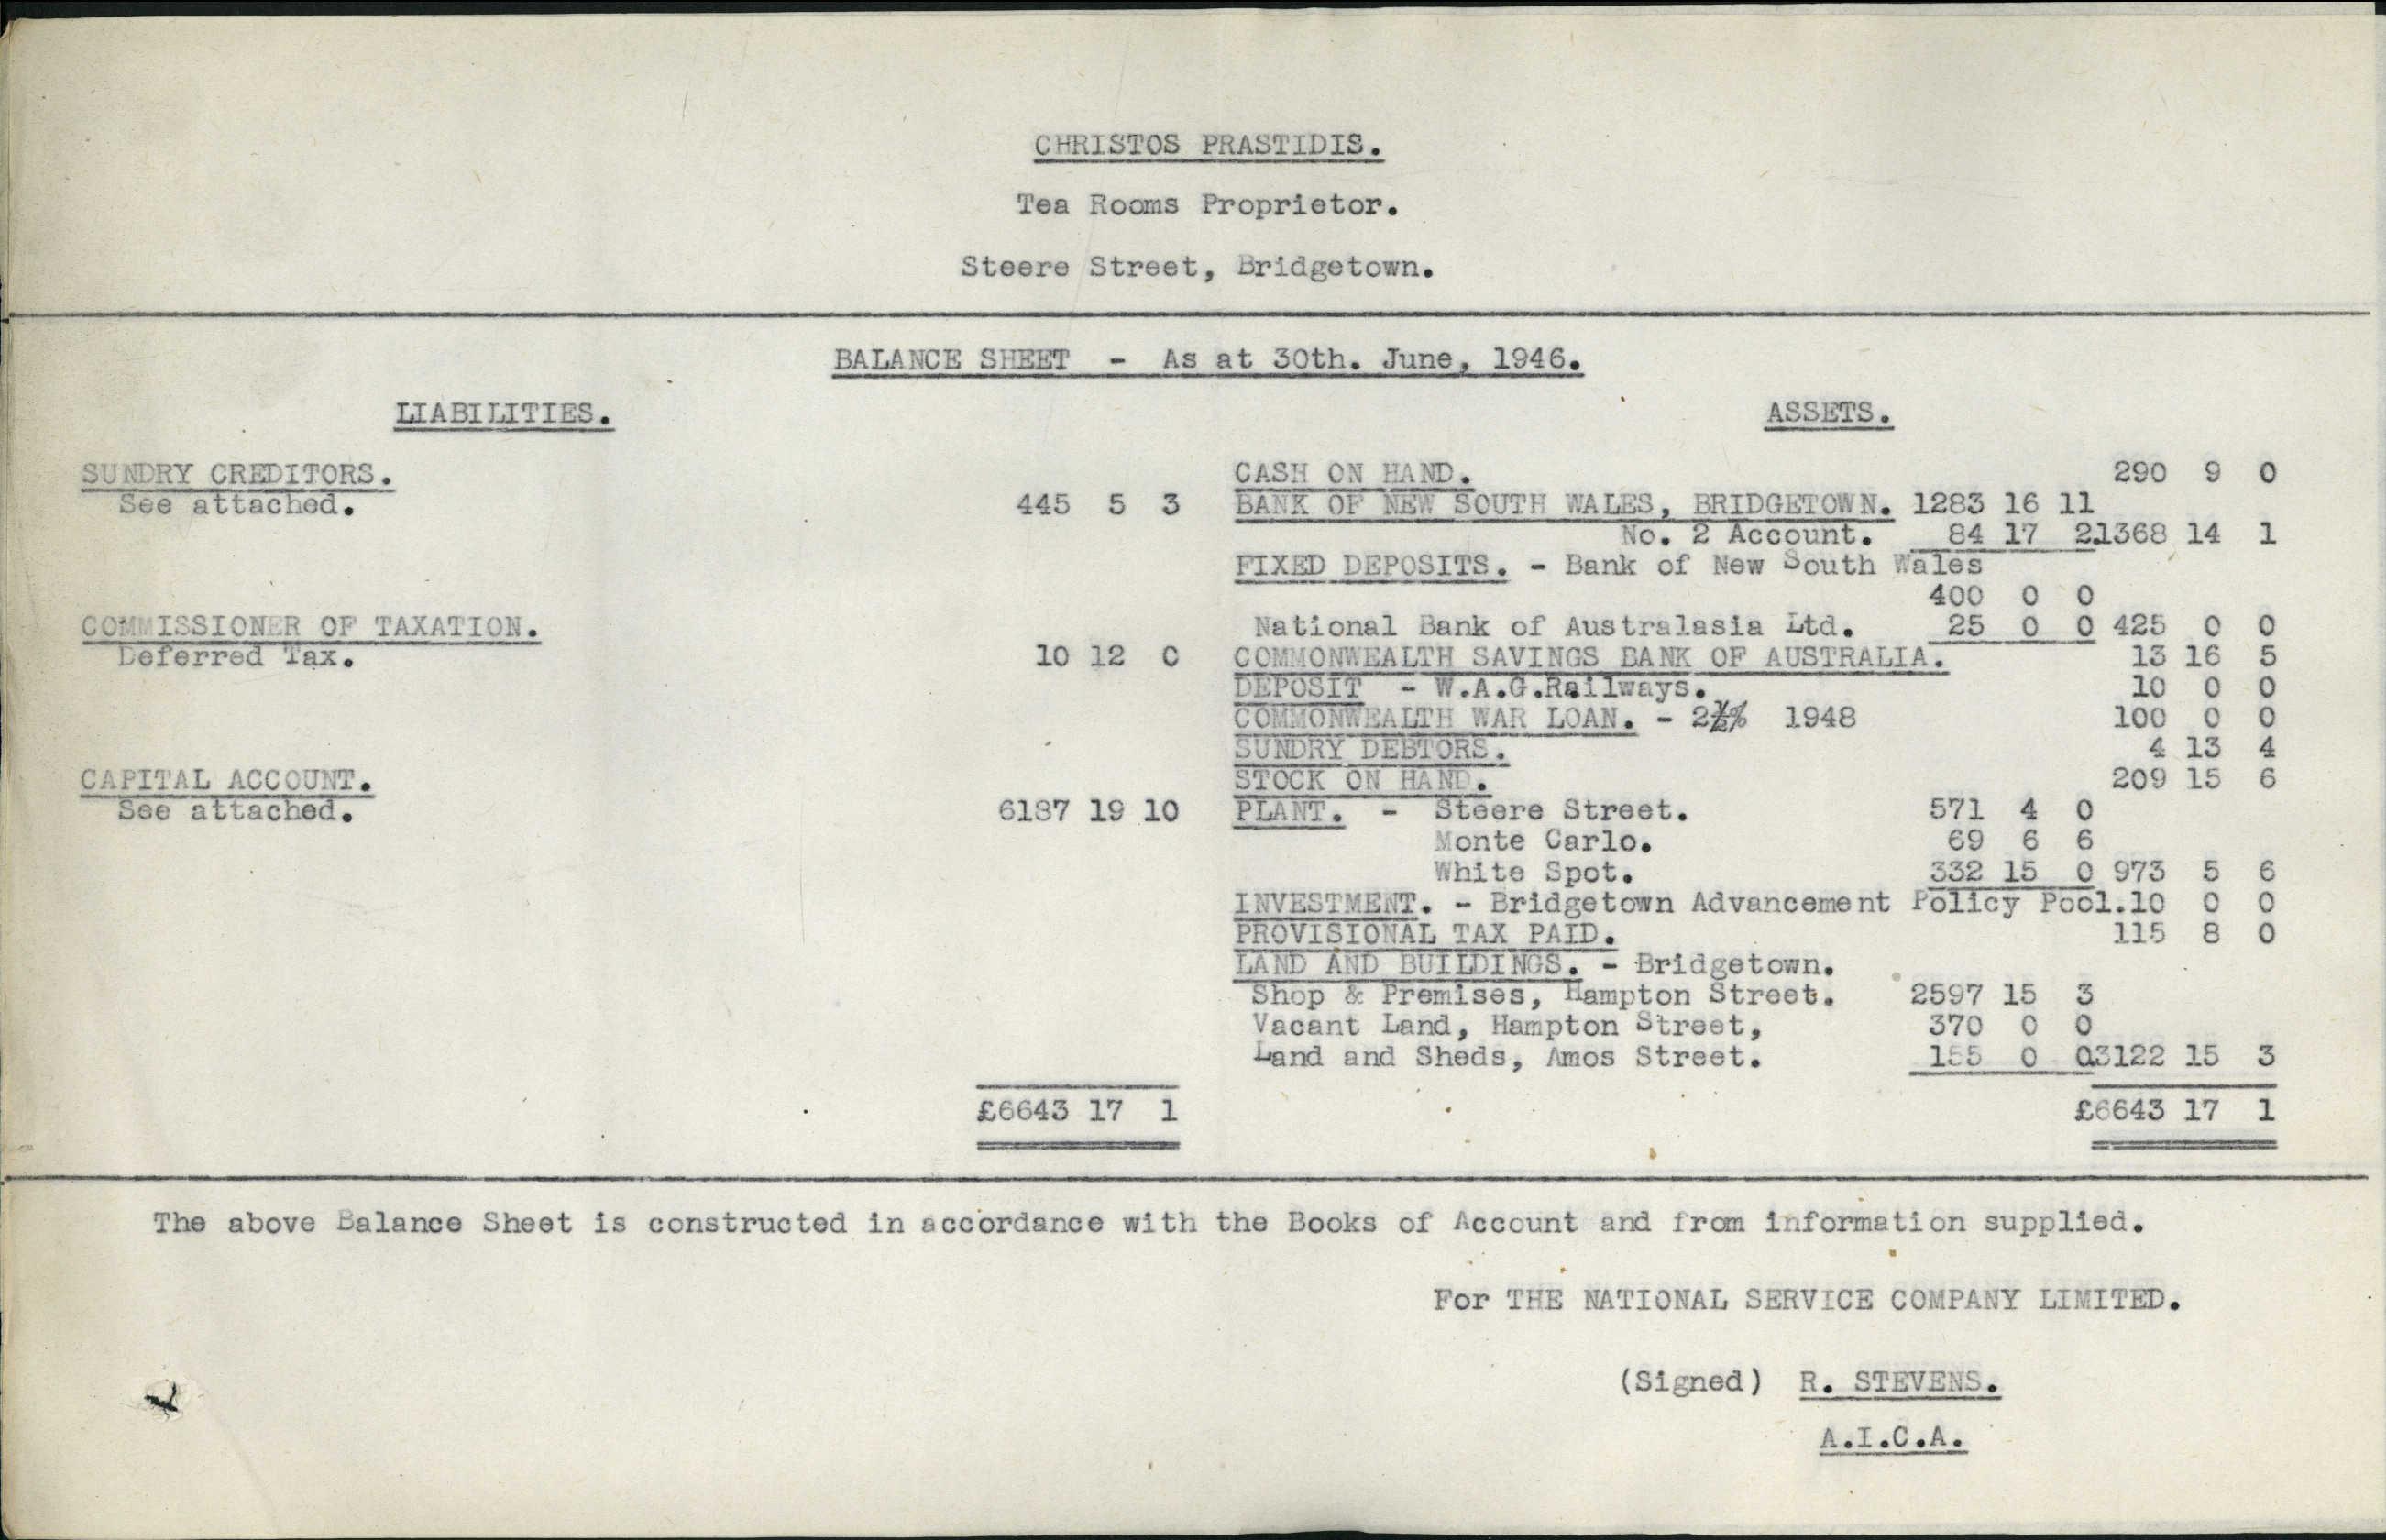 CHRISTOS PRASTIDIS.
Tea Rooms Proprietor.
Steere Street, Bridgetown.
BALANCE SHEET - As at 30th. June, 1946.
LIABILITIES.
SUNDRY CREDITORS.
See attached. 445 5 3
COMMISSIONER OF TAXATION.
Deferred Tax. 10 12 0
CAPITAL ACCOUNT.
See attached. 6187 19 10
£6643 17 1
ASSETS.
CASH ON HAND. 290 9 0
BANK OF NEW SOUTH WALES, BRIDGETOWN. 1283 16 11
No. 2 Account. 84 17 2 1368 14 1
FIXED DEPOSITS. - Bank of New South Wales
400 0 0
National Bank of Australasia Ltd. 25 0 0 425 0 0
COMMONWEALTH SAVINGS BANK OF AUSTRALIA. 13 16 5
DEPOSIT - W.A.G.Railways. 10 0 0
COMMONWEALTH WAR LOAN. - 2½% 1948 100 0 0
SUNDRY DEBTORS. 4 13 4
STOCK ON HAND. 209 15 6
PLANT. - Steere Street. 571 4 0
Monte Carlo. 69 6 6
White Spot. 332 15 0 973 5 6
INVESTMENT. - Bridgetown Advancement Policy Pool. 10 0 0
PROVISIONAL TAX PAID. 115 8 0
LAND AND BUILDINGS. - Bridgetown.
Shop & Premises, Hampton Street. 2597 15 3
Vacant Land, Hampton Street, 370 0 0
Land and Sheds, Amos Street. 155 0 0 3122 15 3
£6643 17 1
The above Balance Sheet is constructed in accordance with the Books of Account and from information supplied.
For THE NATIONAL SERVICE COMPANY LIMITED.
(Signed) R. STEVENS.
A.I.C.A.